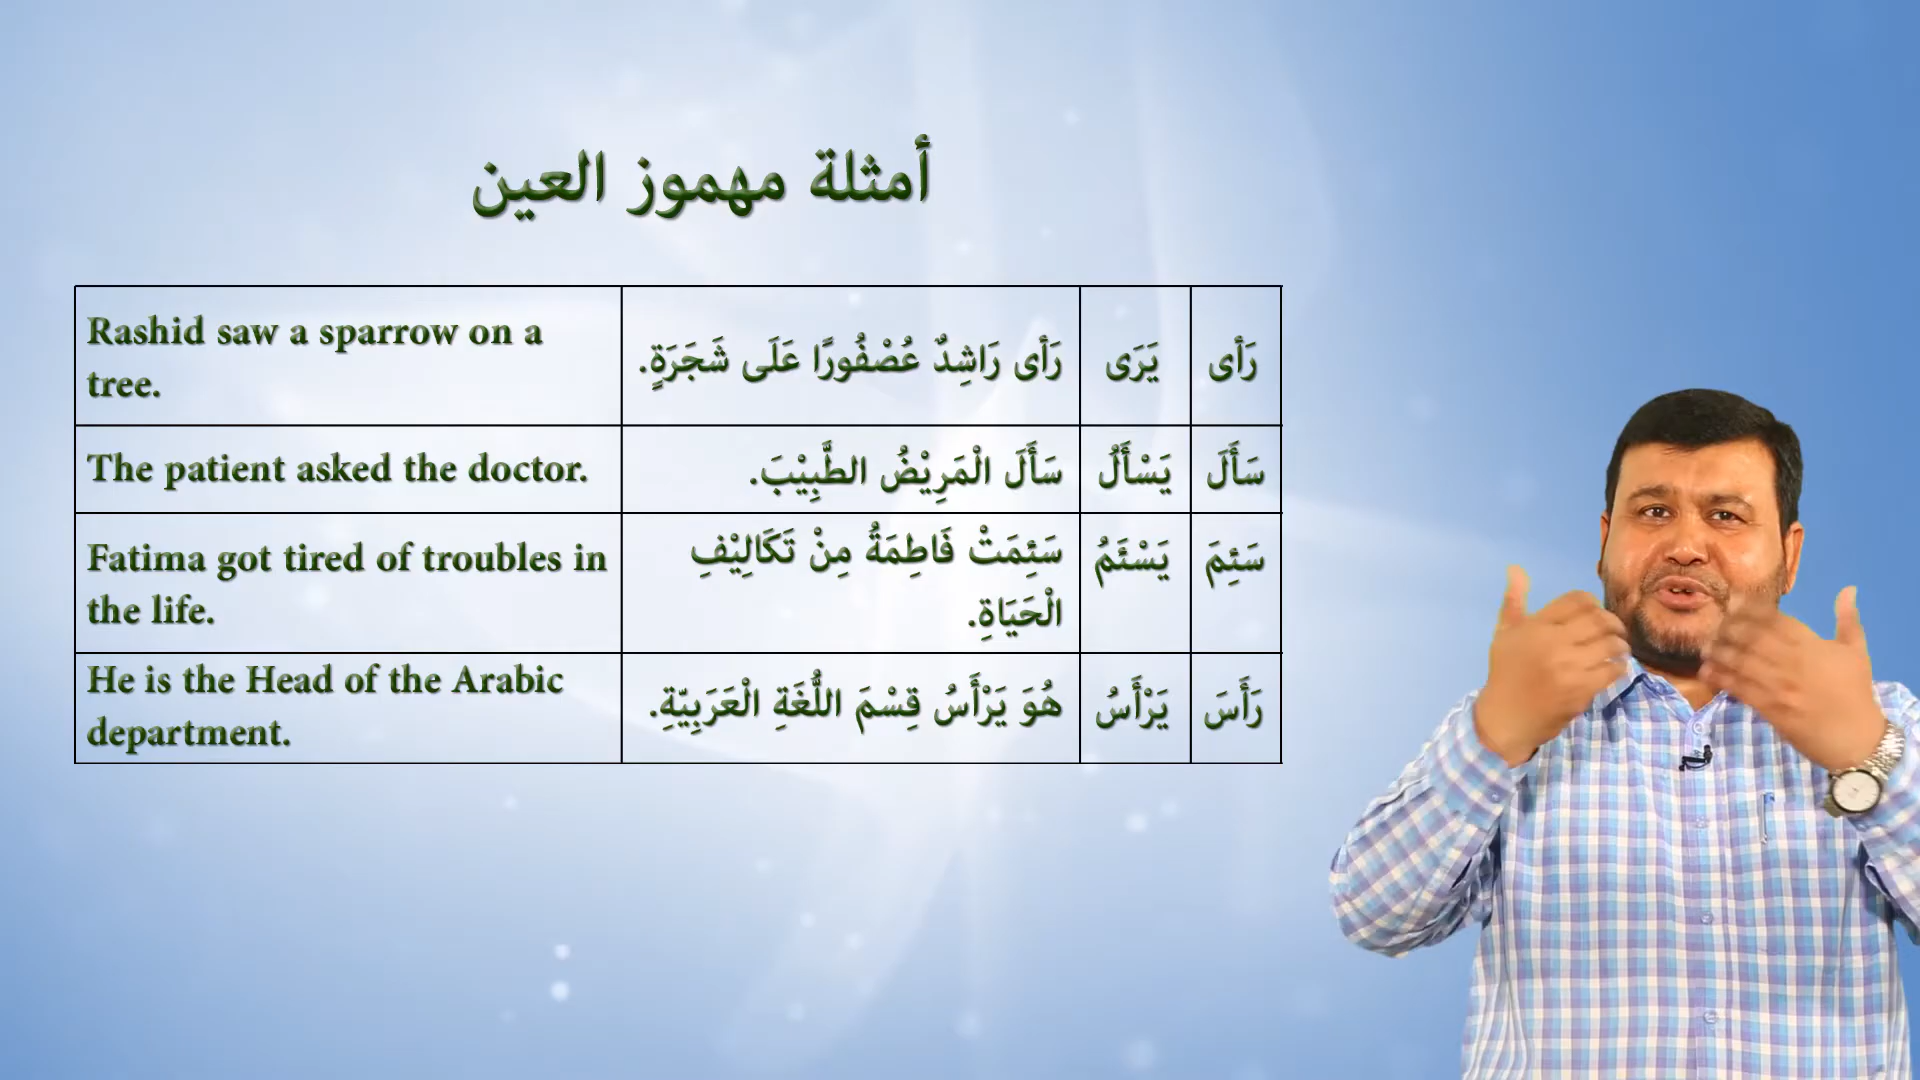 أمثلة مهموز العين
رَأى يَرَى رَأى رَاشِدٌ عُصْفُورًا عَلَى شَجَرَةٍ. Rashid saw a sparrow on a
tree.
سَأَلَ يَسْأَلُ سَأَلَ الْمَرِيْضُ الطَّبِيْبَ. The patient asked the doctor.
سَئِمَ يَسْئَمُ سَئِمَتْ فَاطِمَةُ مِنْ تَكَالِيْفِ Fatima got tired of troubles in
الْحَيَاةِ. the life.
رَأَسَ يَرْأَسُ هُوَ يَرْأَسُ قِسْمَ اللُّغَةِ الْعَرَبِيّةِ. He is the Head of the Arabic
department.